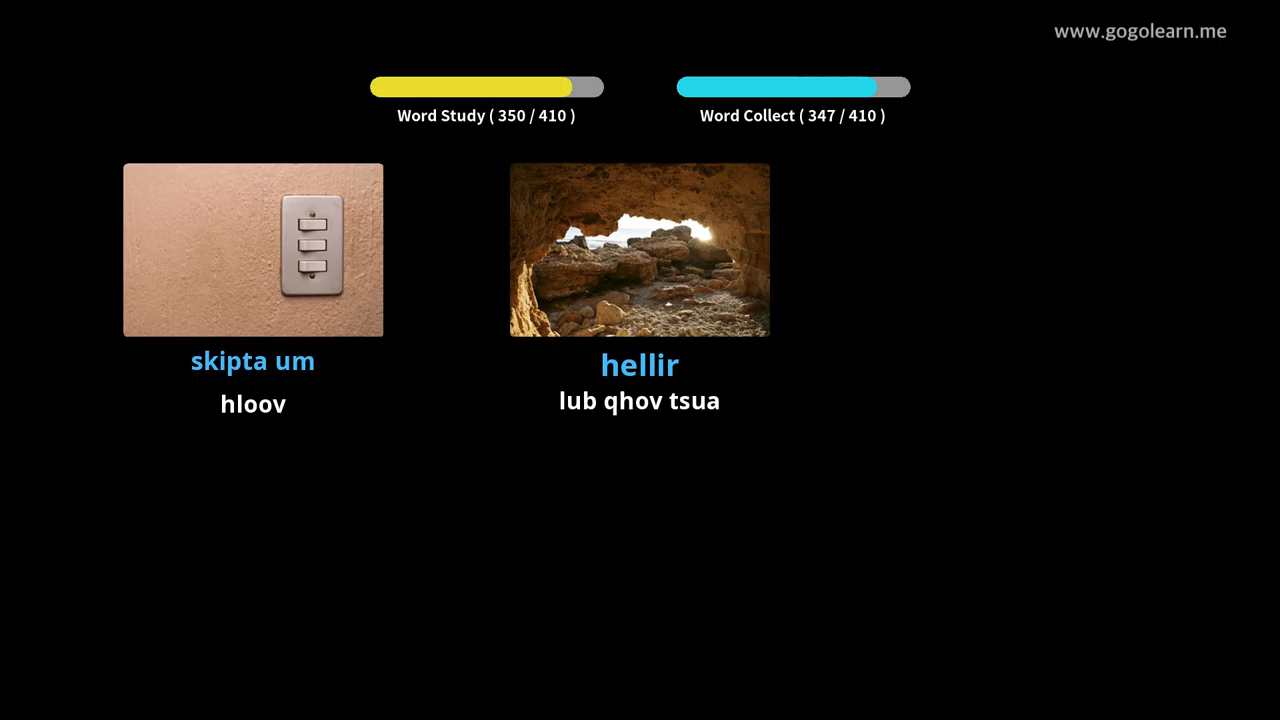 www.gogolearn.me
Word Study ( 350 / 410 )
Word Collect ( 347 / 410 )
skipta um
hloov
hellir
lub qhov tsua